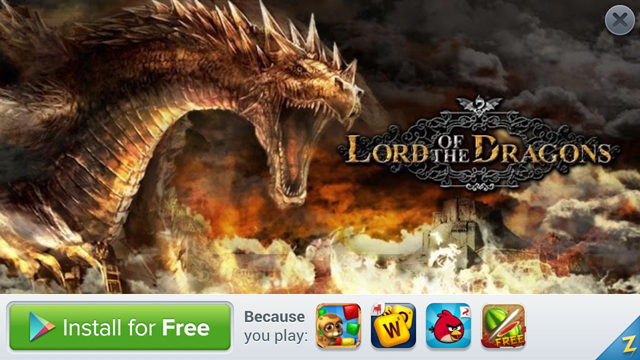 LORD OF THE DRAGONS
Install for Free
Because
you play:
W
FREE
Z